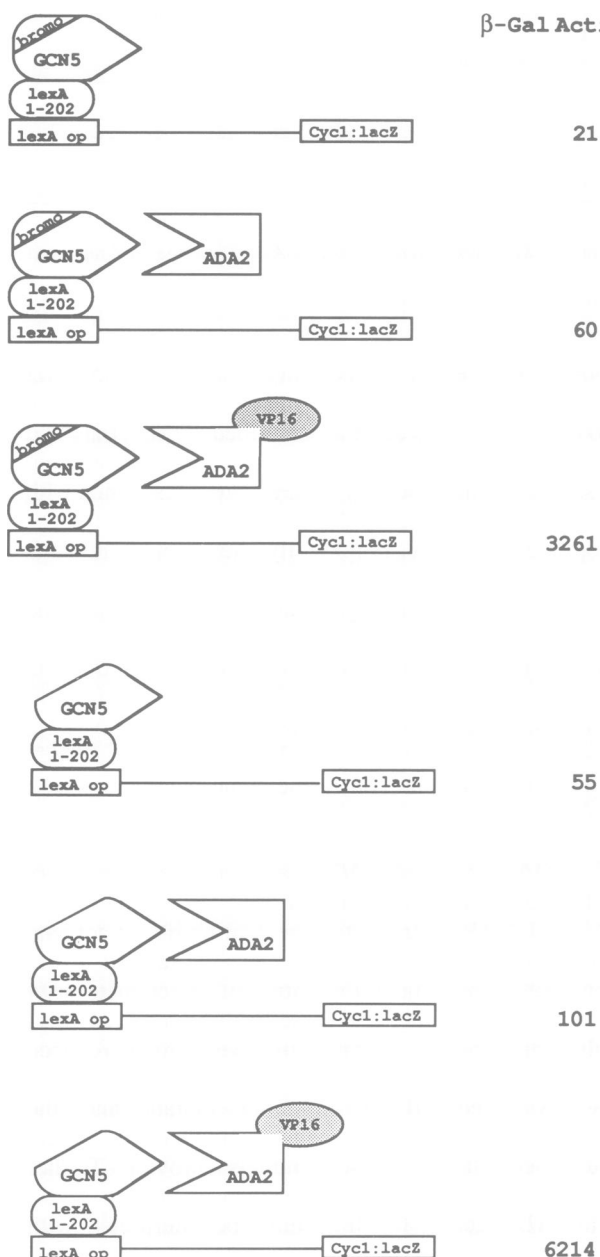 β-Gal Act.
bromo
GCN5
lexA
1-202
lexA op
Cyc1:lacZ
21
bromo
GCN5
ADA2
lexA
1-202
lexA op
Cyc1:lacZ
60
VP16
bromo
GCN5
ADA2
lexA
1-202
lexA op
Cyc1:lacZ
3261
GCN5
lexA
1-202
lexA op
Cyc1:lacZ
55
GCN5
ADA2
lexA
1-202
lexA op
Cyc1:lacZ
101
VP16
GCN5
ADA2
lexA
1-202
lexA op
Cyc1:lacZ
6214